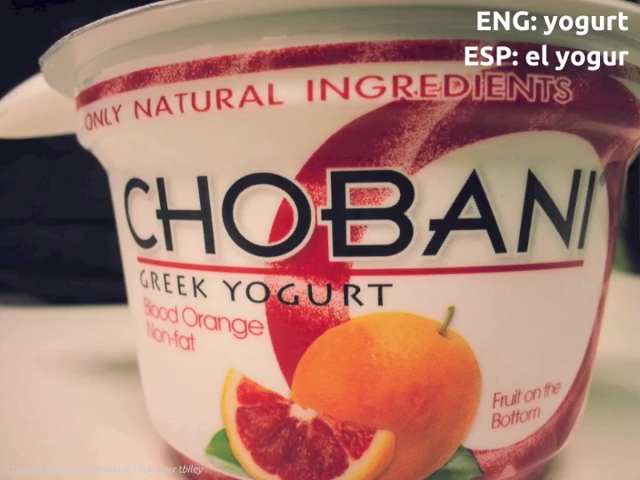 ENG: yogurt
ESP: el yogur
ONLY NATURAL INGREDIENTS
CHOBANI
GREEK YOGURT
Blood Orange
Non-fat
Fruit on the
Bottom
tbiley